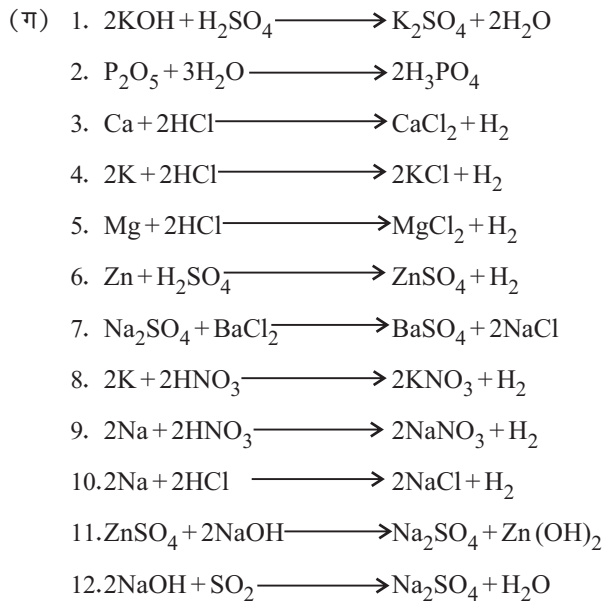 (ग) 1. 2KOH + H₂SO₄ ⟶ K₂SO₄ + 2H₂O
2. P₂O₅ + 3H₂O ⟶ 2H₃PO₄
3. Ca + 2HCl ⟶ CaCl₂ + H₂
4. 2K + 2HCl ⟶ 2KCl + H₂
5. Mg + 2HCl ⟶ MgCl₂ + H₂
6. Zn + H₂SO₄ ⟶ ZnSO₄ + H₂
7. Na₂SO₄ + BaCl₂ ⟶ BaSO₄ + 2NaCl
8. 2K + 2HNO₃ ⟶ 2KNO₃ + H₂
9. 2Na + 2HNO₃ ⟶ 2NaNO₃ + H₂
10. 2Na + 2HCl ⟶ 2NaCl + H₂
11. ZnSO₄ + 2NaOH ⟶ Na₂SO₄ + Zn(OH)₂
12. 2NaOH + SO₂ ⟶ Na₂SO₄ + H₂O